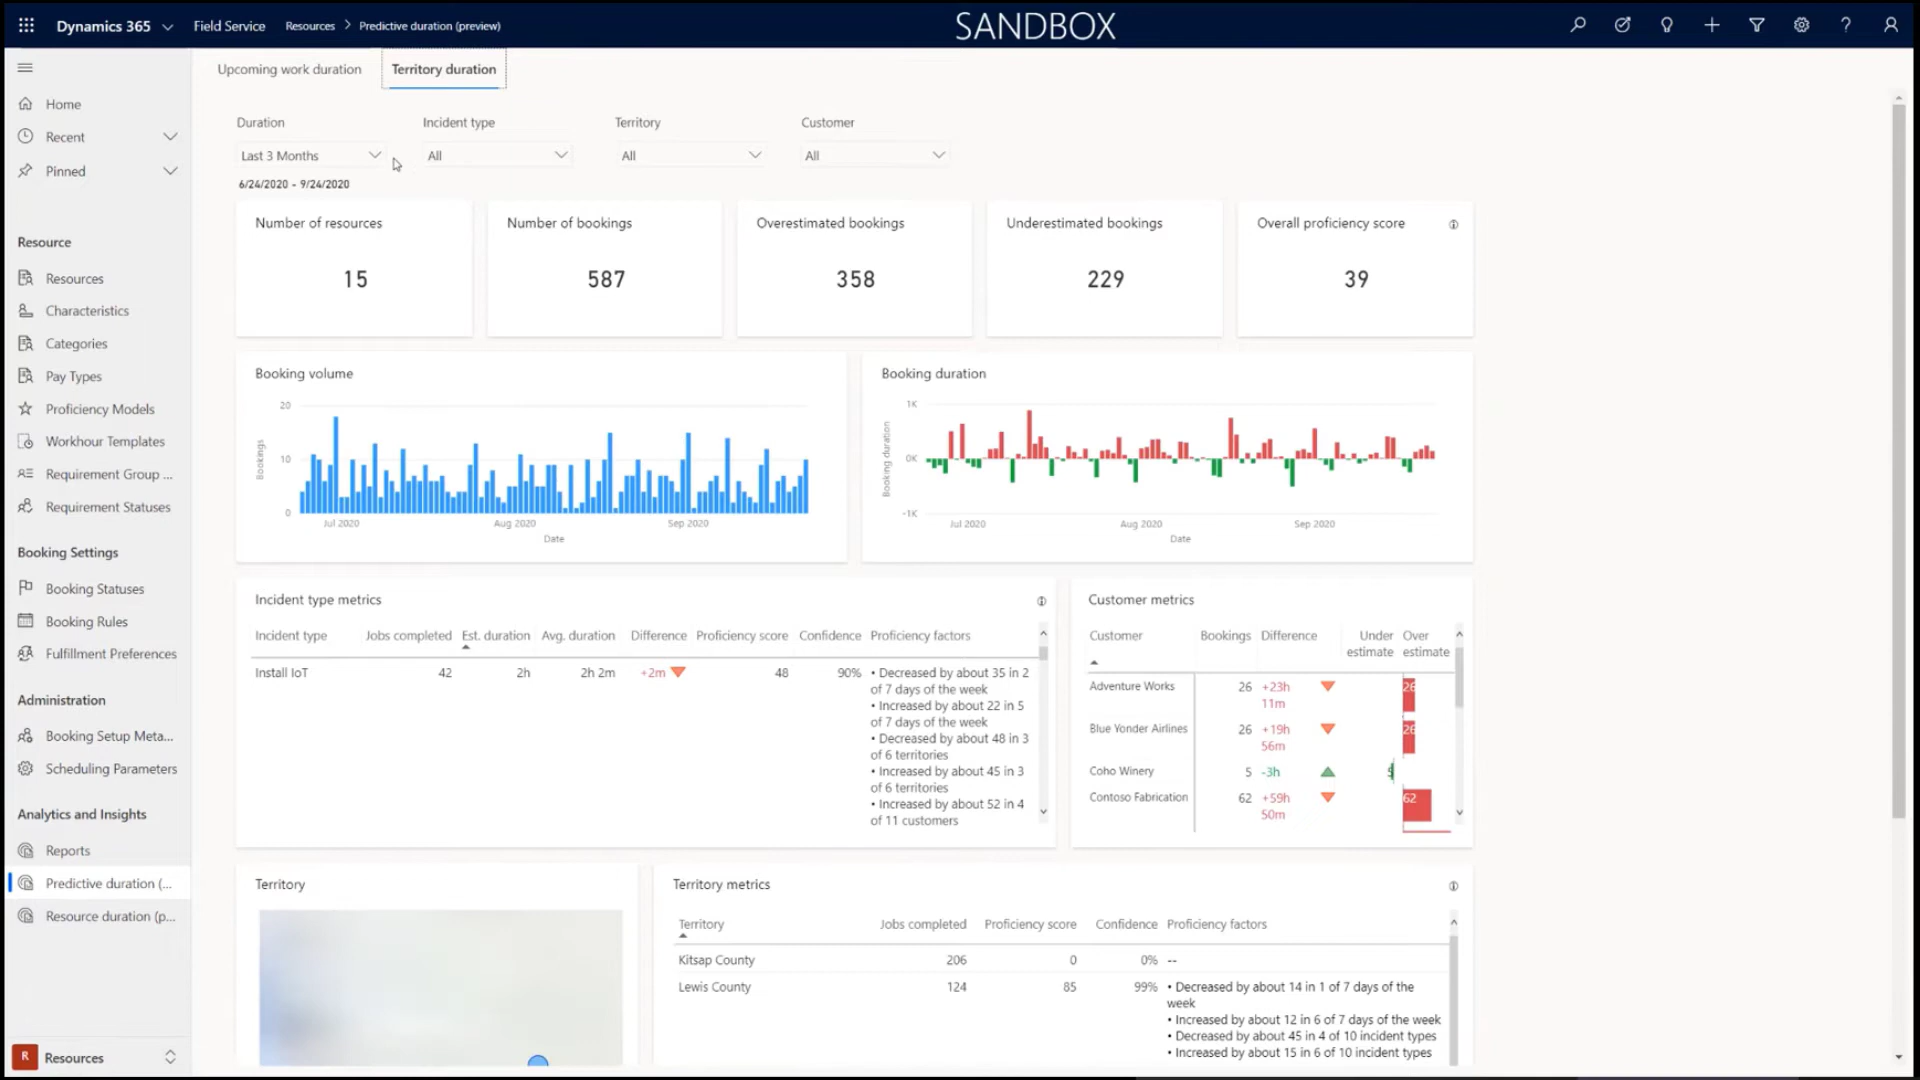 Dynamics 365
Field Service
Resources
Predictive duration (preview)
SANDBOX
Home
Recent
Pinned
Resource
Resources
Characteristics
Categories
Pay Types
Proficiency Models
Workhour Templates
Requirement Group ...
Requirement Statuses
Booking Settings
Booking Statuses
Booking Rules
Fulfillment Preferences
Administration
Booking Setup Meta...
Scheduling Parameters
Analytics and Insights
Reports
Predictive duration (...
Resource duration (p...
R
Resources
Upcoming work duration
Territory duration
Duration
Incident type
Territory
Customer
Last 3 Months
All
All
All
6/24/2020 - 9/24/2020
Number of resources
15
Number of bookings
587
Overestimated bookings
358
Underestimated bookings
229
Overall proficiency score
39
Booking volume
20
10
0
Bookings
Jul 2020
Aug 2020
Sep 2020
Date
Booking duration
1K
0K
-1K
Booking duration
Jul 2020
Aug 2020
Sep 2020
Date
Incident type metrics
Incident type Jobs completed Est. duration Avg. duration Difference Proficiency score Confidence Proficiency factors
Install IoT 42 2h 2h 2m +2m 48 90% • Decreased by about 35 in 2
of 7 days of the week
• Increased by about 22 in 5
of 7 days of the week
• Decreased by about 48 in 3
of 6 territories
• Increased by about 45 in 3
of 6 territories
• Increased by about 52 in 4
of 11 customers
Customer metrics
Customer Bookings Difference Under Over
estimate estimate
Adventure Works 26 +23h 26
11m
Blue Yonder Airlines 26 +19h 26
56m
Coho Winery 5 -3h 5
Contoso Fabrication 62 +59h 62
50m
Territory
Territory metrics
Territory Jobs completed Proficiency score Confidence Proficiency factors
Kitsap County 206 0 0% --
Lewis County 124 85 99% • Decreased by about 14 in 1 of 7 days of the
week
• Increased by about 12 in 6 of 7 days of the week
• Decreased by about 45 in 4 of 10 incident types
• Increased by about 15 in 6 of 10 incident types